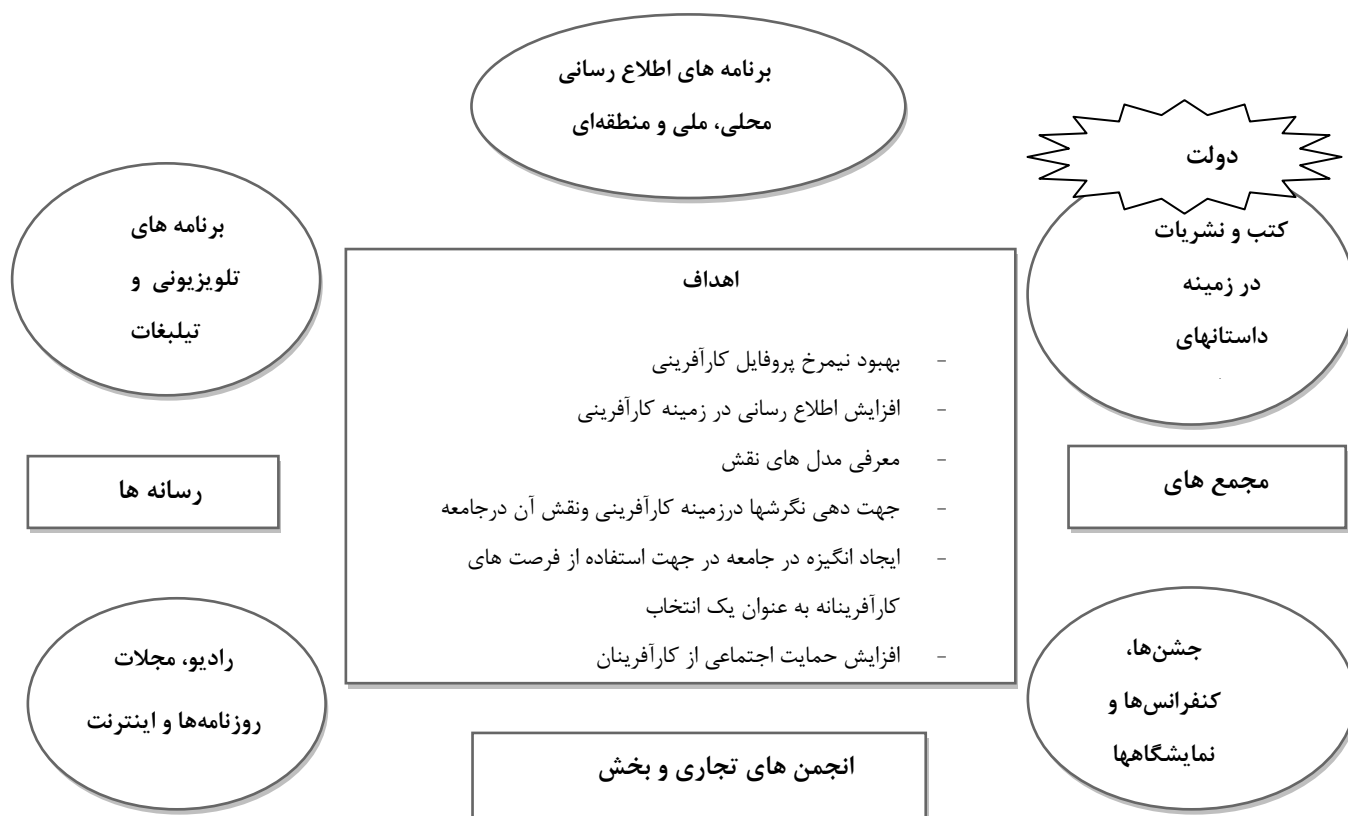 برنامه های اطلاع رسانی
محلی، ملی و منطقه‌ای
دولت
کتب و نشریات
در زمینه
داستانهای
برنامه های
تلویزیونی و
تیلبغات
اهداف
- بهبود نیمرخ پروفایل کارآفرینی
- افزایش اطلاع رسانی در زمینه کارآفرینی
- معرفی مدل های نقش
- جهت دهی نگرشها درزمینه کارآفرینی ونقش آن درجامعه
- ایجاد انگیزه در جامعه در جهت استفاده از فرصت های
کارآفرینانه به عنوان یک انتخاب
- افزایش حمایت اجتماعی از کارآفرینان
مجمع های
رسانه ها
جشن‌ها،
کنفرانس‌ها و
نمایشگاهها
رادیو، مجلات
روزنامه‌ها و اینترنت
انجمن های تجاری و بخش